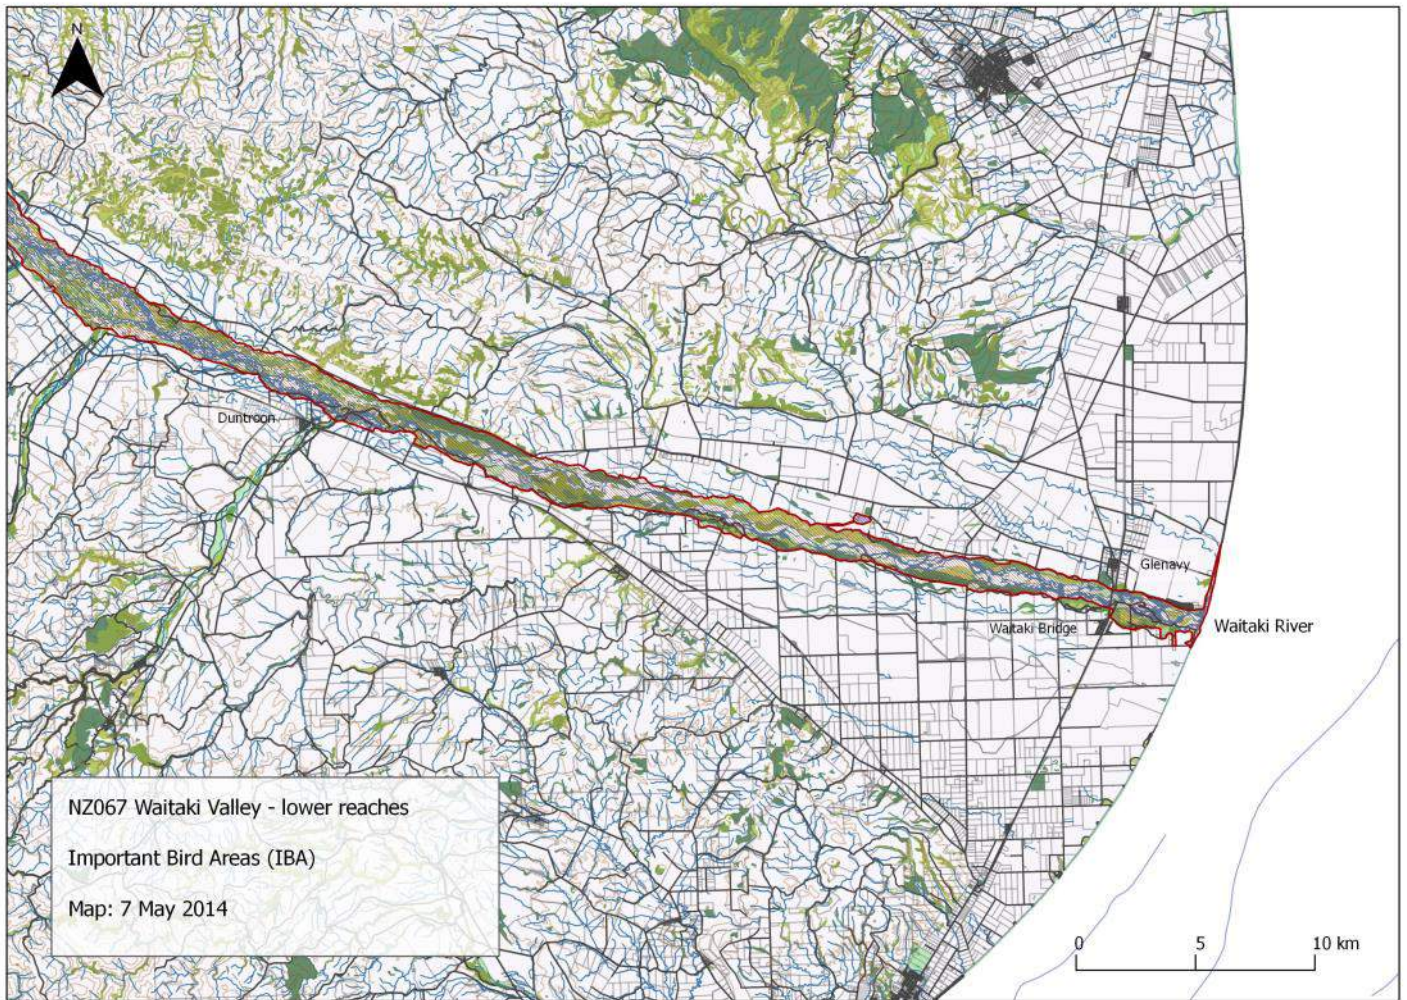 N
Duntroon
Glenavy
Waitaki Bridge
Waitaki River
NZ067 Waitaki Valley - lower reaches
Important Bird Areas (IBA)
Map: 7 May 2014
0 5 10 km